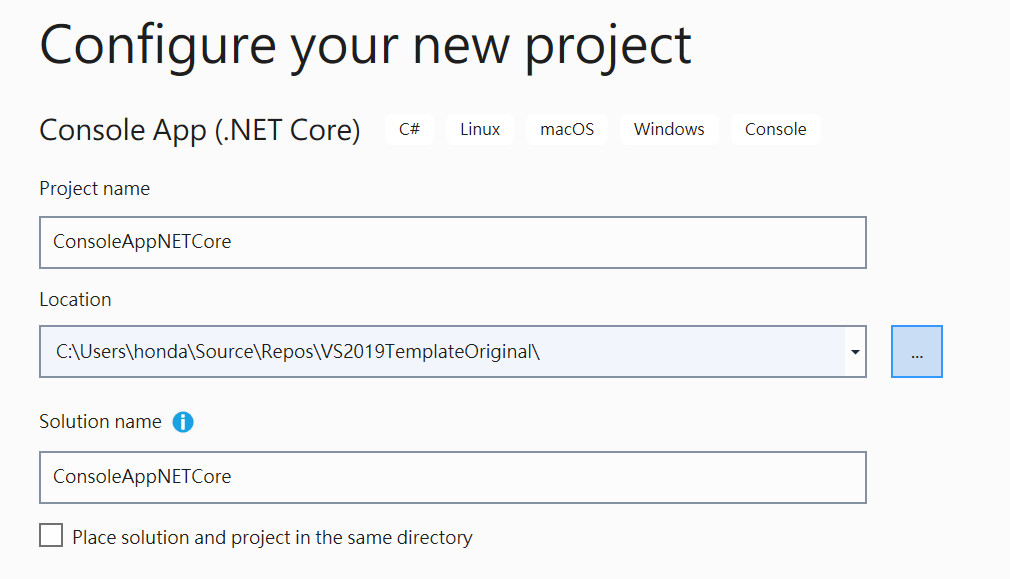 Configure your new project
Console App (.NET Core) C# Linux macOS Windows Console
Project name
ConsoleAppNETCore
Location
C:\Users\honda\Source\Repos\VS2019TemplateOriginal\
...
Solution name
ConsoleAppNETCore
Place solution and project in the same directory